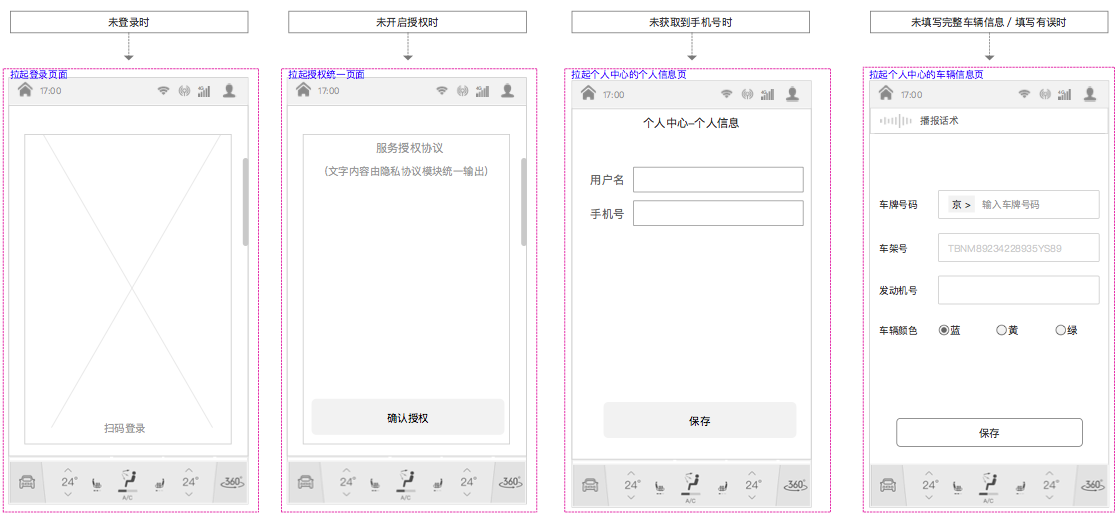 未登录时
拉起登录页面
17:00
扫码登录
24°
A/C
24°
360°
未开启授权时
拉起授权统一页面
17:00
服务授权协议
(文字内容由隐私协议模块统一输出)
确认授权
24°
A/C
24°
360°
未获取到手机号时
拉起个人中心的个人信息页
17:00
个人中心–个人信息
用户名
手机号
保存
24°
A/C
24°
360°
未填写完整车辆信息 / 填写有误时
拉起个人中心的车辆信息页
17:00
播报话术
车牌号码 京 > 输入车牌号码
车架号 TBNM89234228935YS89
发动机号
车辆颜色 蓝 黄 绿
保存
24°
A/C
24°
360°